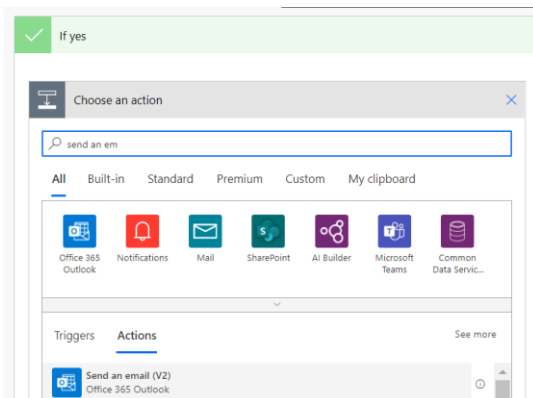 If yes
Choose an action
send an em
All Built-in Standard Premium Custom My clipboard
Office 365 Outlook Notifications Mail SharePoint AI Builder Microsoft Teams Common Data Servic...
Triggers Actions See more
Send an email (V2)
Office 365 Outlook